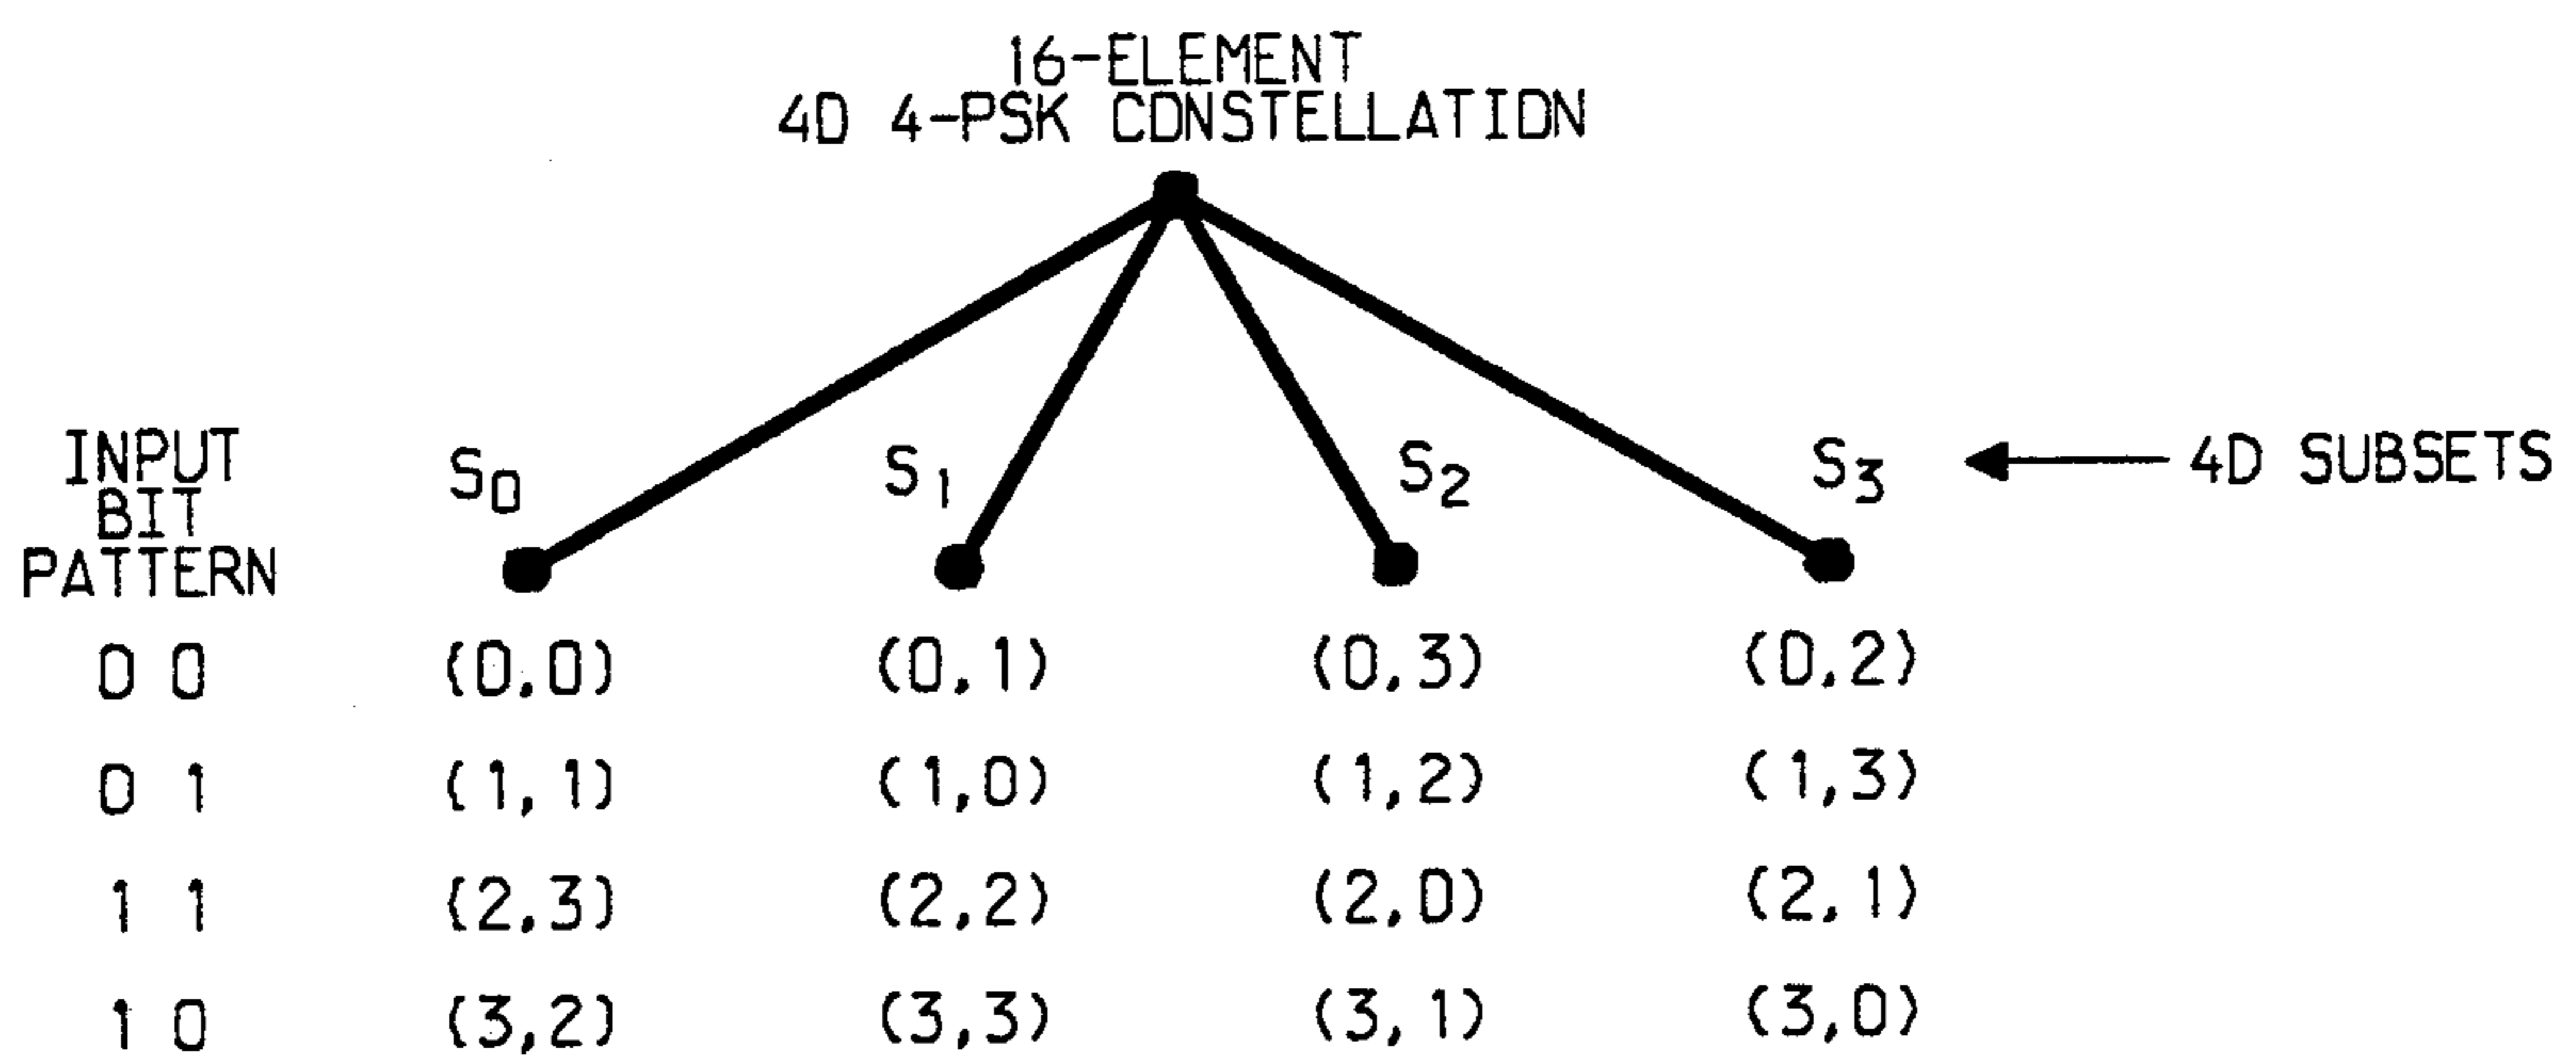 16-ELEMENT
4D 4-PSK CONSTELLATION
INPUT
BIT
PATTERN
S0 S1 S2 S3 4D SUBSETS
0 0 (0,0) (0,1) (0,3) (0,2)
0 1 (1,1) (1,0) (1,2) (1,3)
1 1 (2,3) (2,2) (2,0) (2,1)
1 0 (3,2) (3,3) (3,1) (3,0)